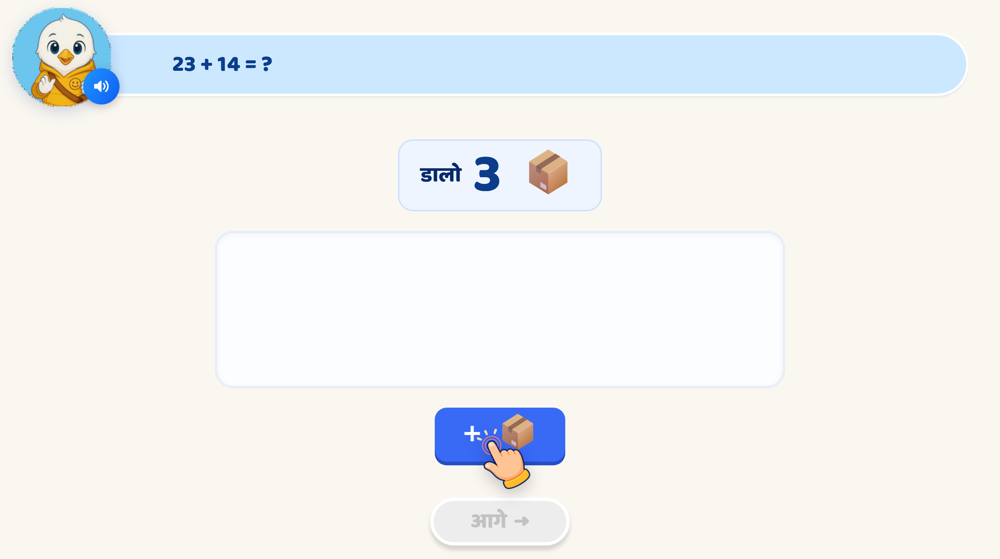 23 + 14 = ?
डालो 3
+
आगे →